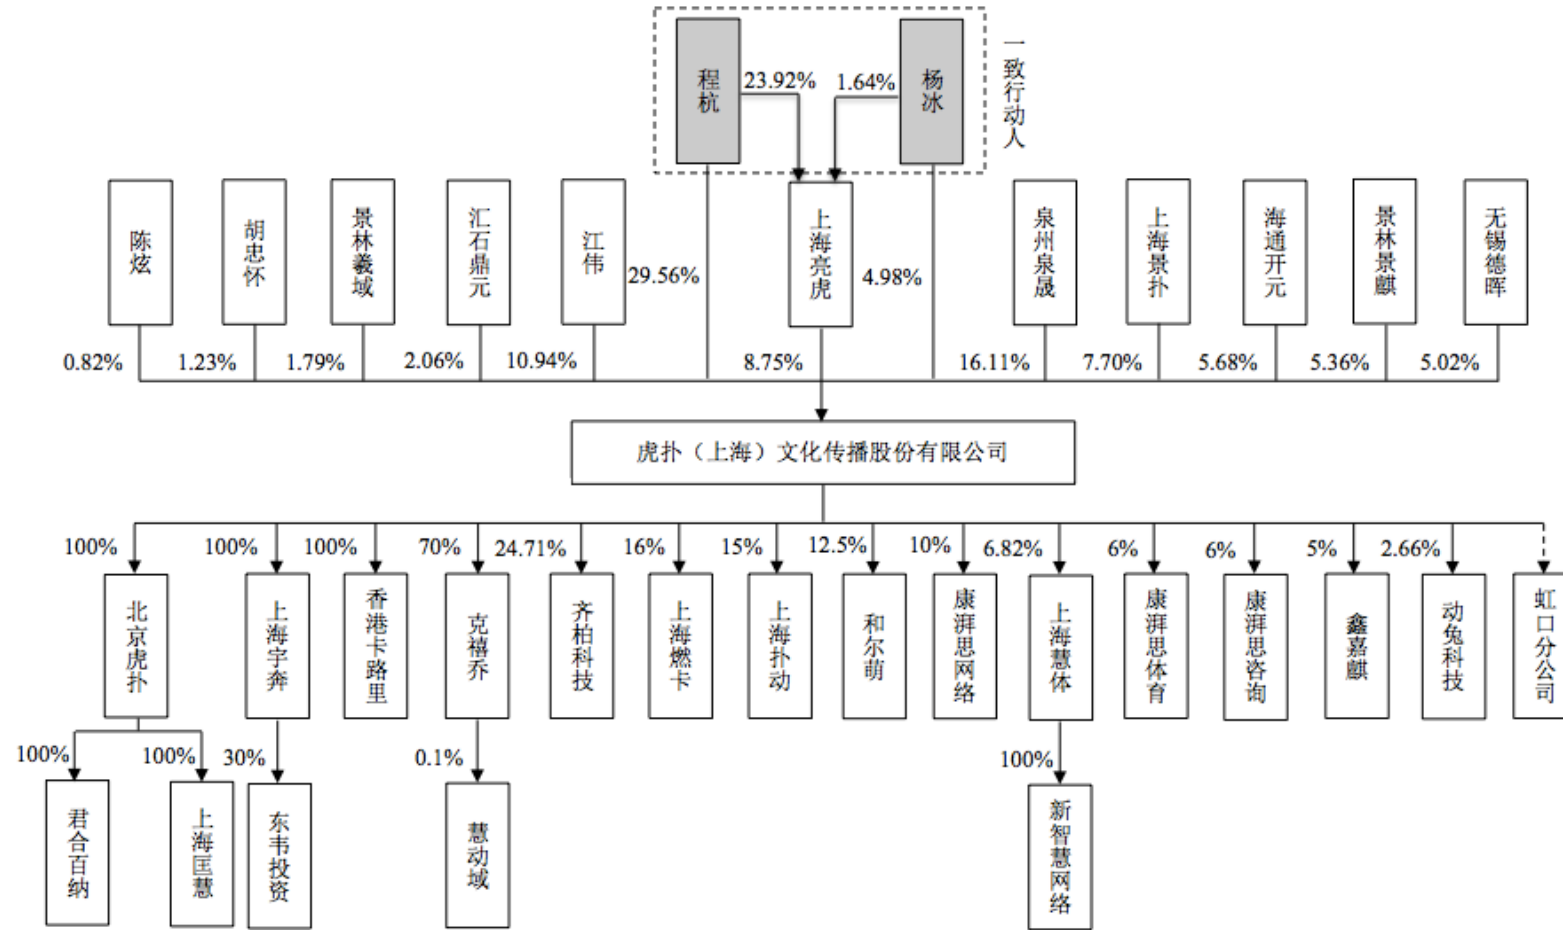 程杭
23.92%
1.64%
杨冰
一致行动人
陈炫
胡忠怀
景林羲域
汇石鼎元
江伟
29.56%
上海亮虎
4.98%
泉州泉晟
上海景扑
海通开元
景林景麒
无锡德晖
0.82%
1.23%
1.79%
2.06%
10.94%
8.75%
16.11%
7.70%
5.68%
5.36%
5.02%
虎扑（上海）文化传播股份有限公司
100%
100%
100%
70%
24.71%
16%
15%
12.5%
10%
6.82%
6%
6%
5%
2.66%
北京虎扑
上海宇奔
香港卡路里
克禧乔
齐柏科技
上海燃卡
上海扑动
和尔萌
康湃思网络
上海慧体
康湃思体育
康湃思咨询
鑫嘉麒
动兔科技
虹口分公司
100%
100%
30%
0.1%
100%
君合百纳
上海匡慧
东韦投资
慧动域
新智慧网络